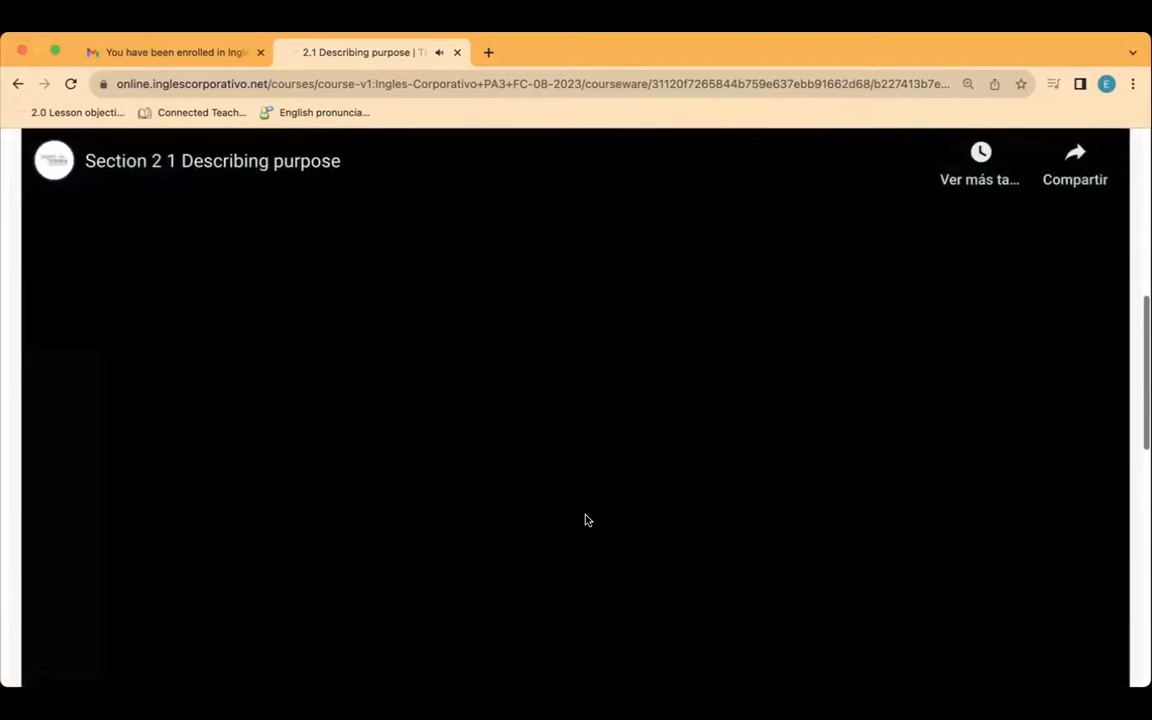 You have been enrolled in Ingl
2.1 Describing purpose | T
online.inglescorporativo.net/courses/course-v1:Ingles-Corporativo+PA3+FC-08-2023/courseware/31120f7265844b759e637ebb91662d68/b227413b7e...
E
2.0 Lesson objecti...
Connected Teach...
English pronuncia...
Section 2 1 Describing purpose
Ver más ta...
Compartir